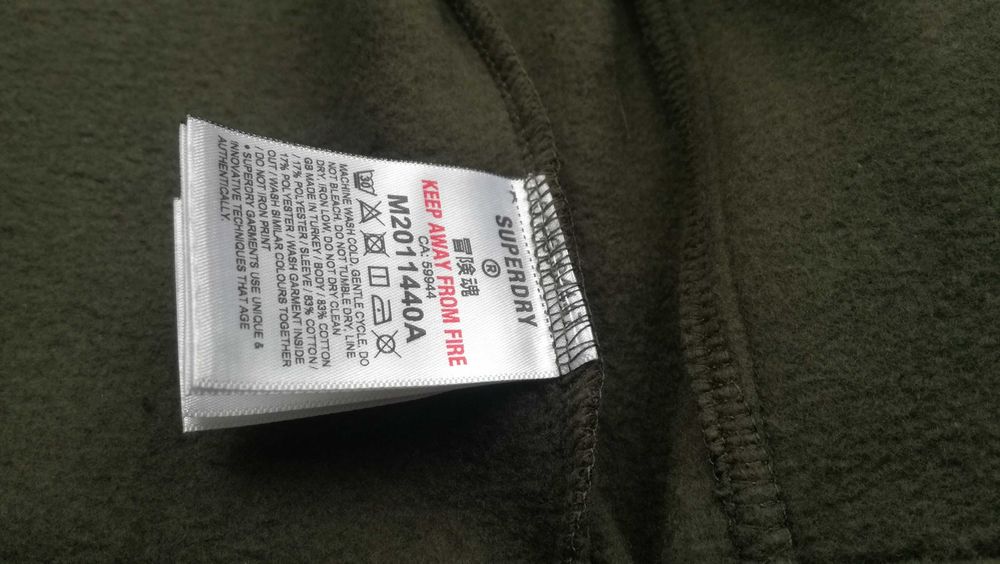 SUPERDRY
®
冒険魂
KEEP AWAY FROM FIRE
CA: 59944
M2011440A
30
MACHINE WASH COLD, GENTLE CYCLE, DO
NOT BLEACH, DO NOT TUMBLE DRY, LINE
DRY, IRON LOW, DO NOT DRY CLEAN
GB MADE IN TURKEY / BODY / 83% COTTON
/ 17% POLYESTER / SLEEVE / 83% COTTON /
17% POLYESTER / WASH GARMENT INSIDE
OUT / WASH SIMILAR COLOURS TOGETHER
/ DO NOT IRON PRINT
• SUPERDRY GARMENTS USE UNIQUE &
INNOVATIVE TECHNIQUES THAT AGE
AUTHENTICALLY.